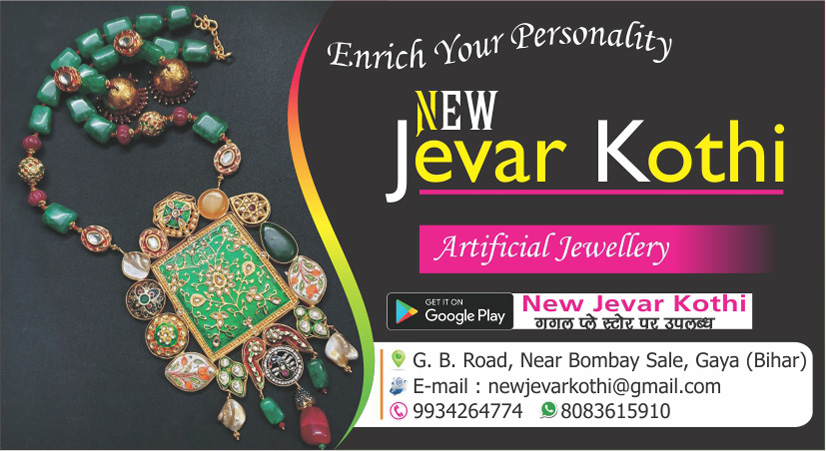 Enrich Your Personality
NEW
Jevar Kothi
Artificial Jewellery
GET IT ON
Google Play
New Jevar Kothi
गगल प्ले स्टोर पर उपलब्ध
G. B. Road, Near Bombay Sale, Gaya (Bihar)
E-mail : newjevarkothi@gmail.com
9934264774 8083615910